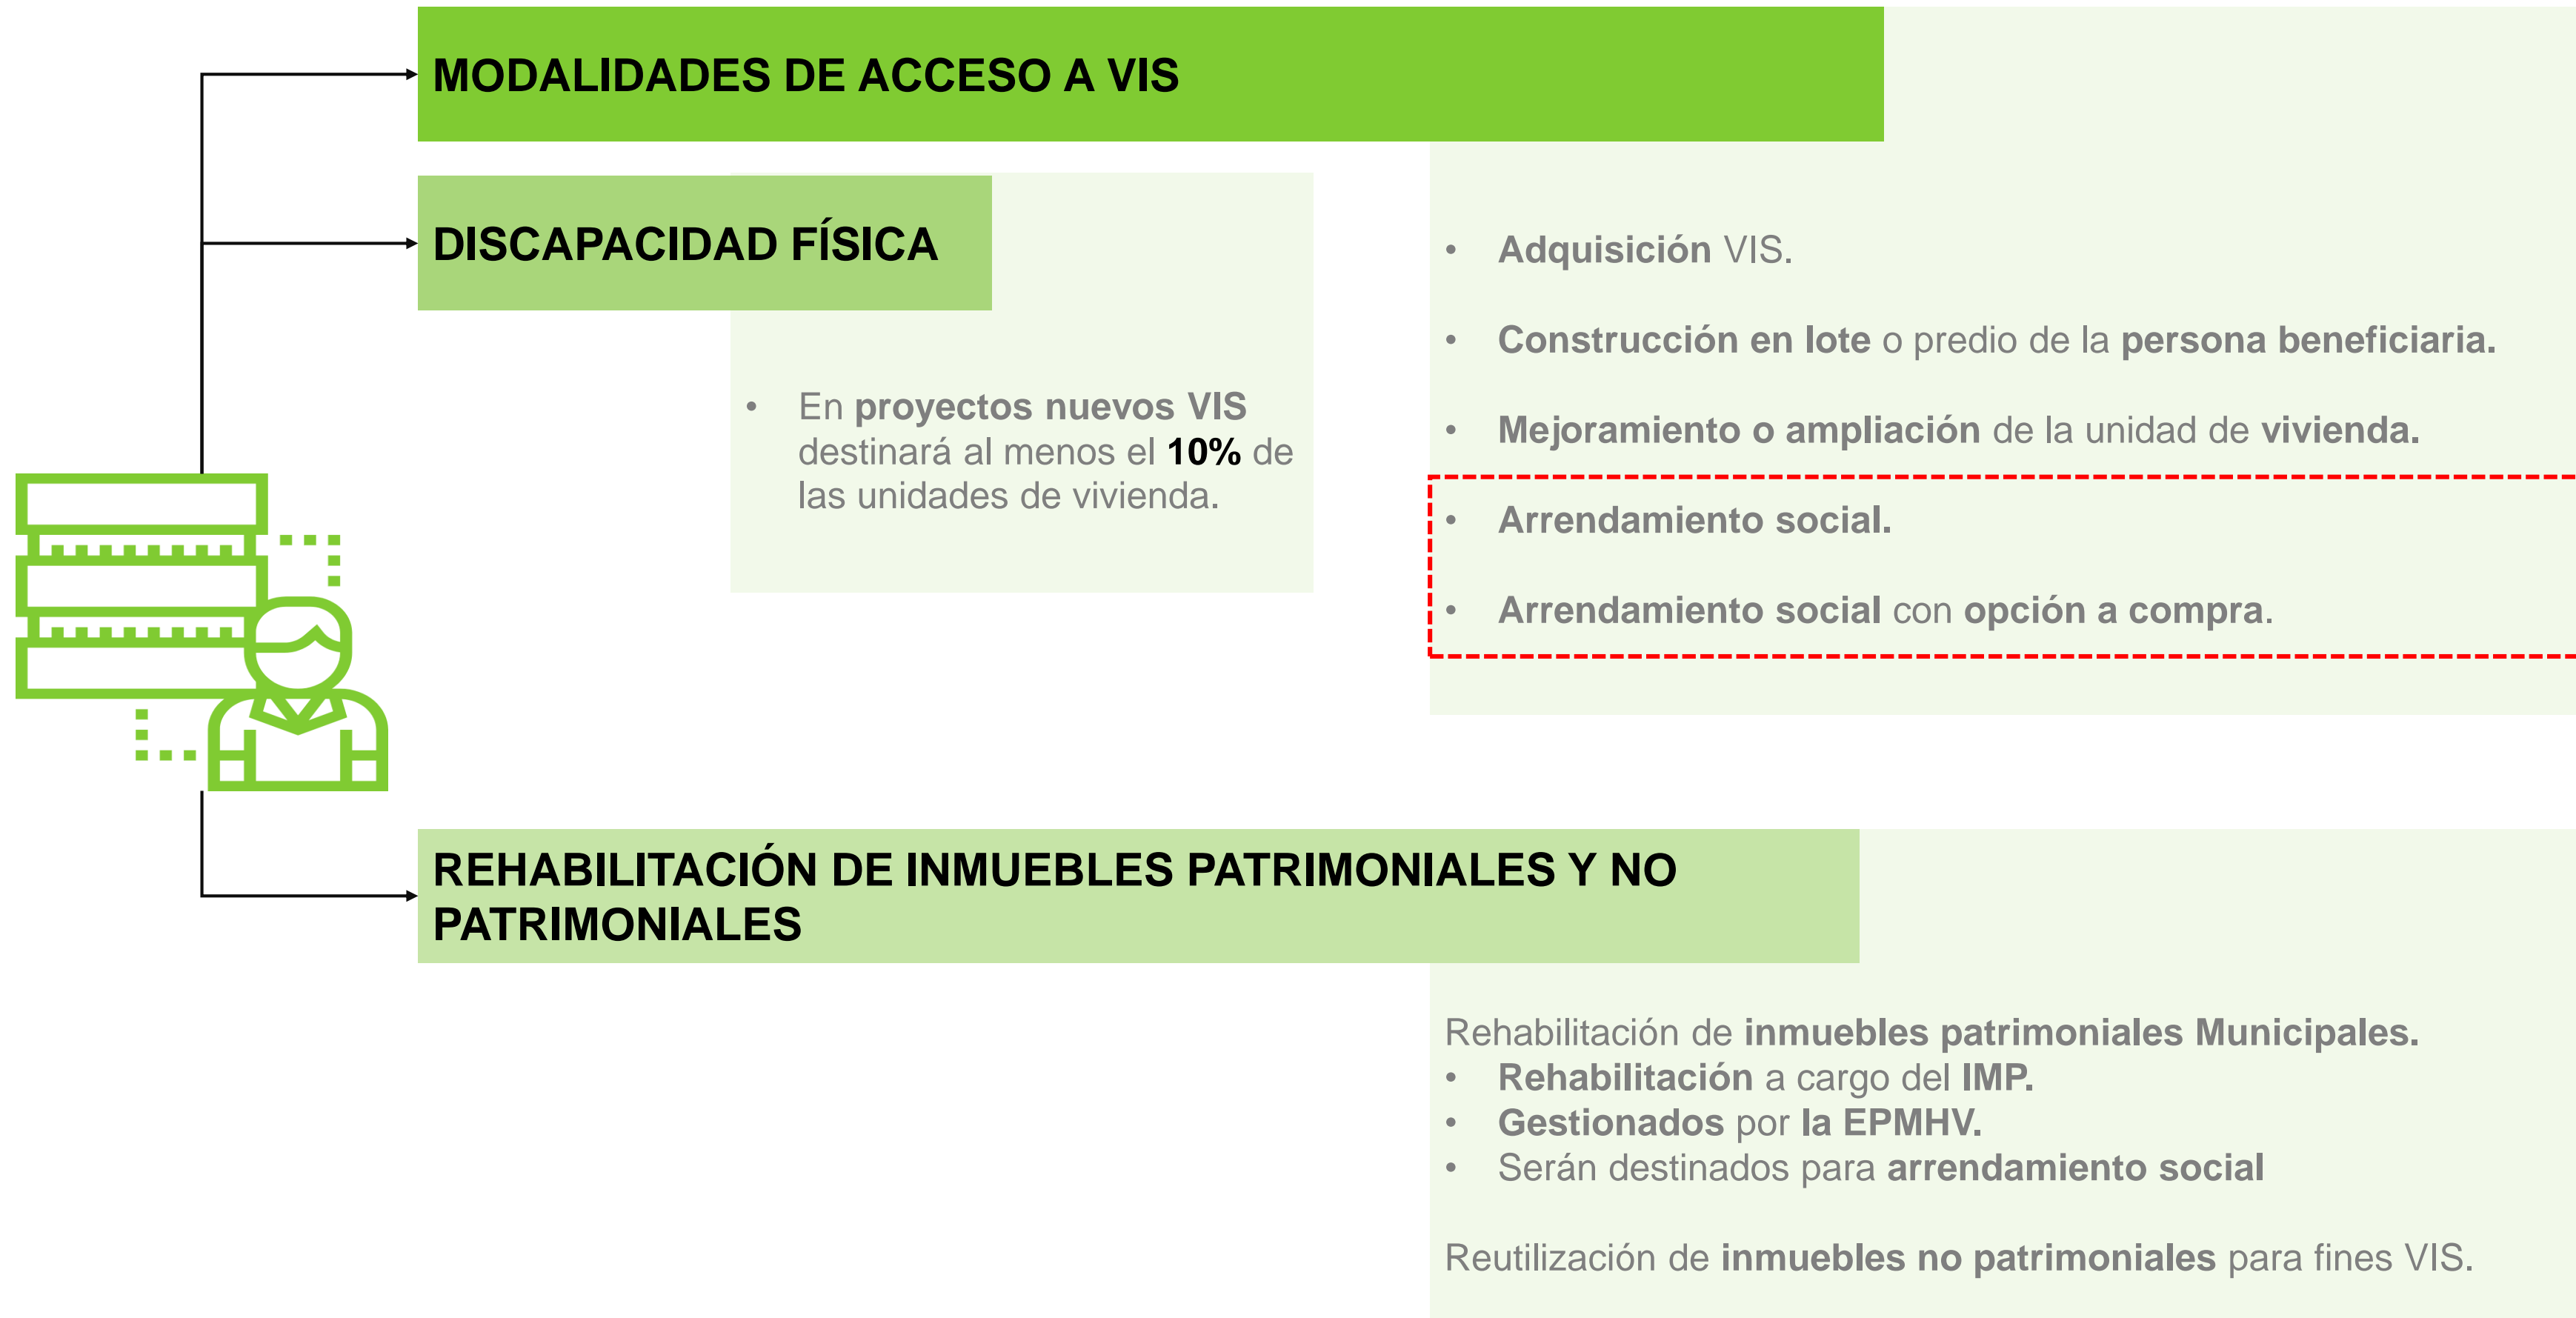 MODALIDADES DE ACCESO A VIS
• Adquisición VIS.
• Construcción en lote o predio de la persona beneficiaria.
• Mejoramiento o ampliación de la unidad de vivienda.
• Arrendamiento social.
• Arrendamiento social con opción a compra.
DISCAPACIDAD FÍSICA
• En proyectos nuevos VIS
destinará al menos el 10% de
las unidades de vivienda.
REHABILITACIÓN DE INMUEBLES PATRIMONIALES Y NO
PATRIMONIALES
Rehabilitación de inmuebles patrimoniales Municipales.
• Rehabilitación a cargo del IMP.
• Gestionados por la EPMHV.
• Serán destinados para arrendamiento social
Reutilización de inmuebles no patrimoniales para fines VIS.